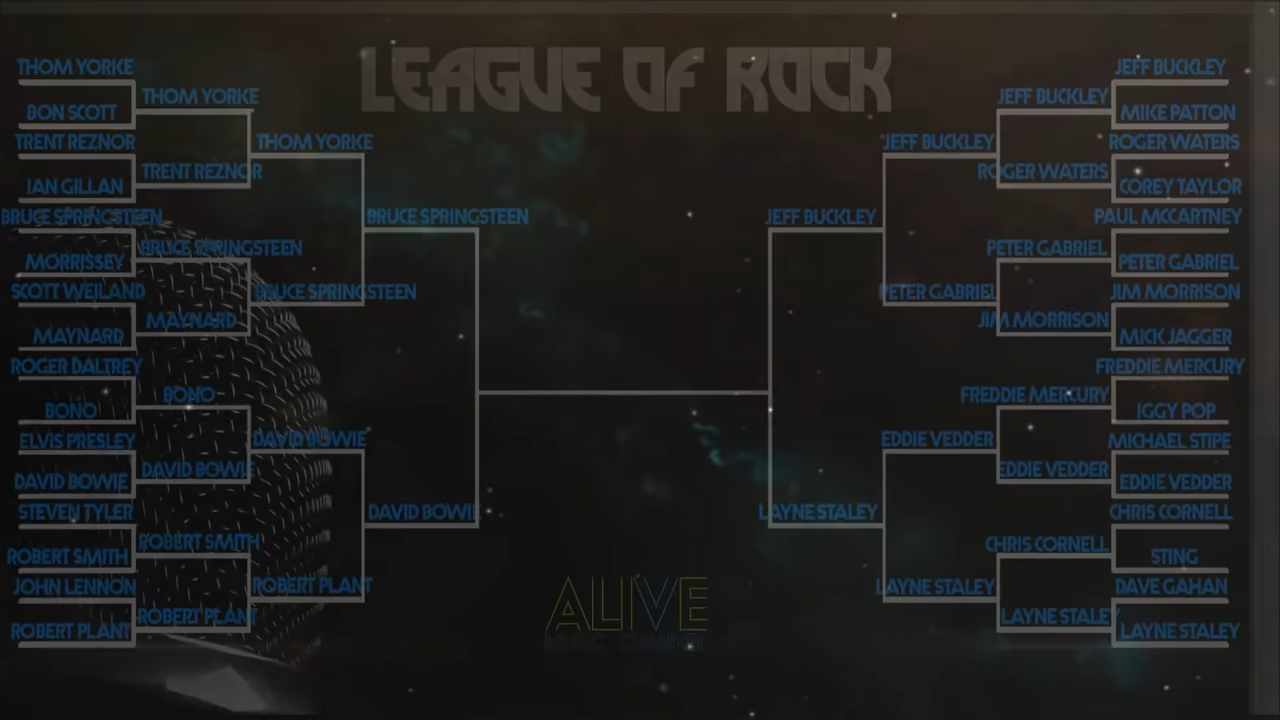 LEAGUE OF ROCK
THOM YORKE
BON SCOTT
TRENT REZNOR
IAN GILLAN
BRUCE SPRINGSTEEN
MORRISSEY
SCOTT WEILAND
MAYNARD
ROGER DALTREY
BONO
ELVIS PRESLEY
DAVID BOWIE
STEVEN TYLER
ROBERT SMITH
JOHN LENNON
ROBERT PLANT
THOM YORKE
TRENT REZNOR
BRUCE SPRINGSTEEN
MAYNARD
BONO
DAVID BOWIE
ROBERT SMITH
ROBERT PLANT
THOM YORKE
BRUCE SPRINGSTEEN
DAVID BOWIE
ROBERT PLANT
BRUCE SPRINGSTEEN
DAVID BOWIE
JEFF BUCKLEY
LAYNE STALEY
JEFF BUCKLEY
PETER GABRIEL
EDDIE VEDDER
LAYNE STALEY
JEFF BUCKLEY
ROGER WATERS
PETER GABRIEL
JIM MORRISON
FREDDIE MERCURY
EDDIE VEDDER
CHRIS CORNELL
LAYNE STALEY
JEFF BUCKLEY
MIKE PATTON
ROGER WATERS
COREY TAYLOR
PAUL MCCARTNEY
PETER GABRIEL
JIM MORRISON
MICK JAGGER
FREDDIE MERCURY
IGGY POP
MICHAEL STIPE
EDDIE VEDDER
CHRIS CORNELL
STING
DAVE GAHAN
LAYNE STALEY
ALIVE
MUSIC CHANNEL